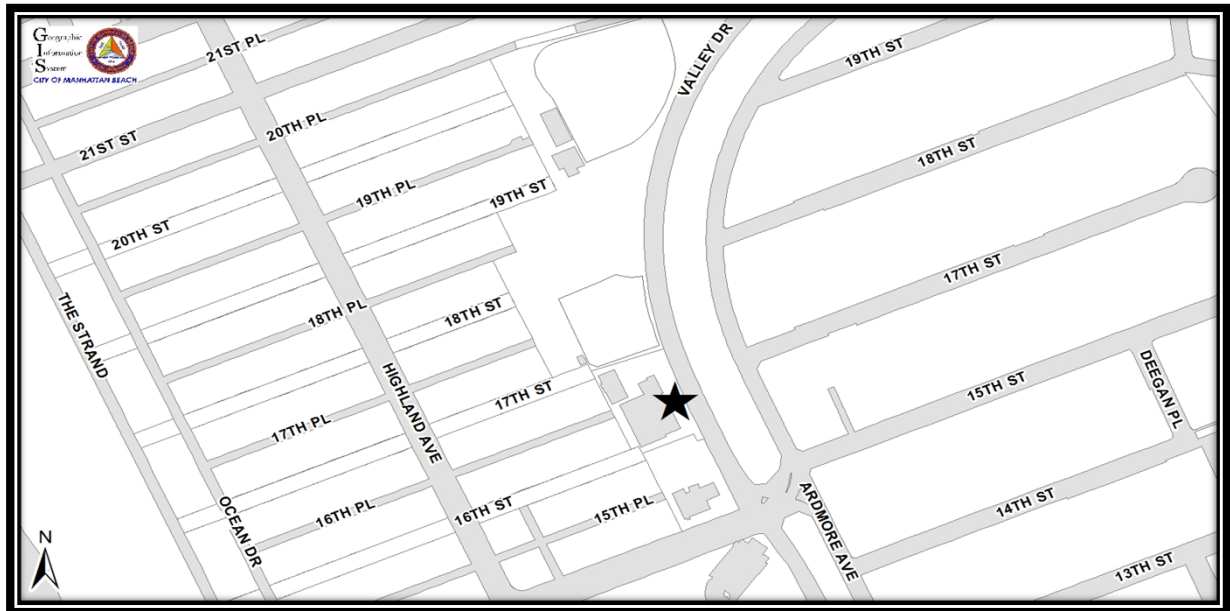 Geographic
Information
System
CITY OF MANHATTAN BEACH
21ST PL
VALLEY DR
19TH ST
21ST ST
20TH PL
18TH ST
19TH PL
19TH ST
20TH ST
17TH ST
THE STRAND
18TH PL
18TH ST
HIGHLAND AVE
17TH ST
15TH ST
DEEGAN PL
17TH PL
OCEAN DR
16TH PL
16TH ST
15TH PL
ARDMORE AVE
14TH ST
13TH ST
N